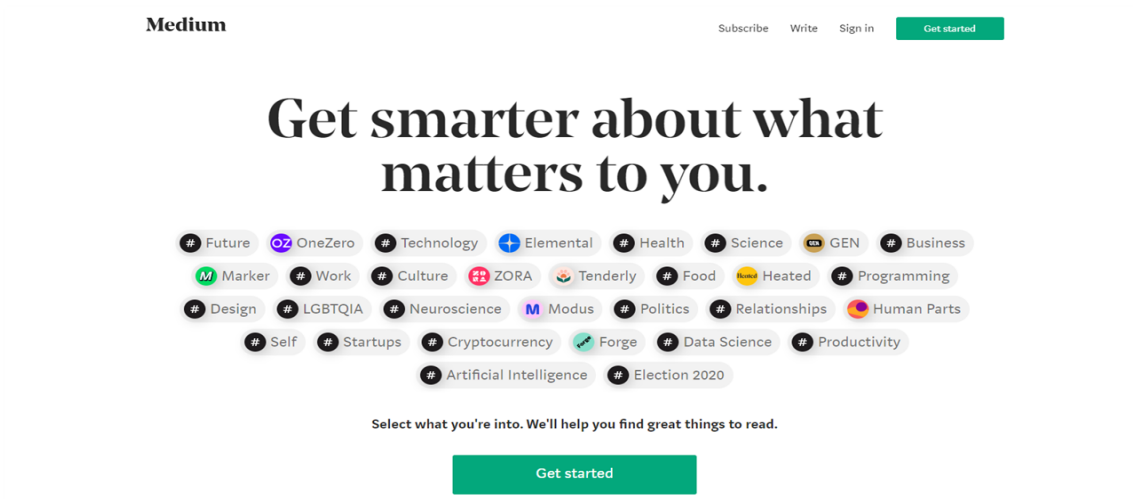 Medium
Subscribe Write Sign in Get started
Get smarter about what
matters to you.
# Future OZ OneZero # Technology Elemental # Health # Science GEN GEN # Business
M Marker # Work # Culture ZORA ZORA Tenderly # Food Heated Heated # Programming
# Design # LGBTQIA # Neuroscience M Modus # Politics # Relationships Human Parts
# Self # Startups # Cryptocurrency Forge Forge # Data Science # Productivity
# Artificial Intelligence # Election 2020
Select what you're into. We'll help you find great things to read.
Get started